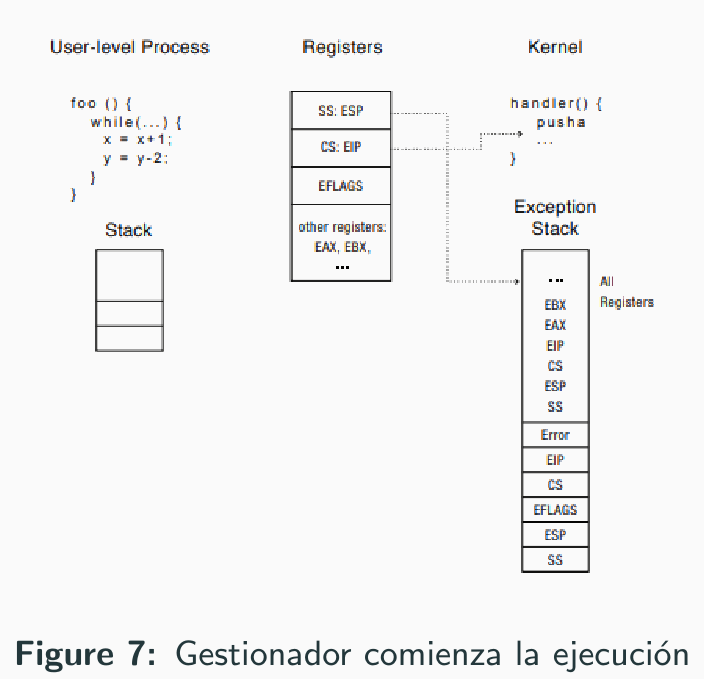 User-level Process
foo () {
while(...) {
x = x+1;
y = y-2;
}
}
Stack
Registers
SS: ESP
CS: EIP
EFLAGS
other registers:
EAX, EBX,
...
Kernel
handler() {
pusha
...
}
Exception
Stack
...
EBX
EAX
EIP
CS
ESP
SS
Error
EIP
CS
EFLAGS
ESP
SS
All
Registers
Figure 7: Gestionador comienza la ejecución